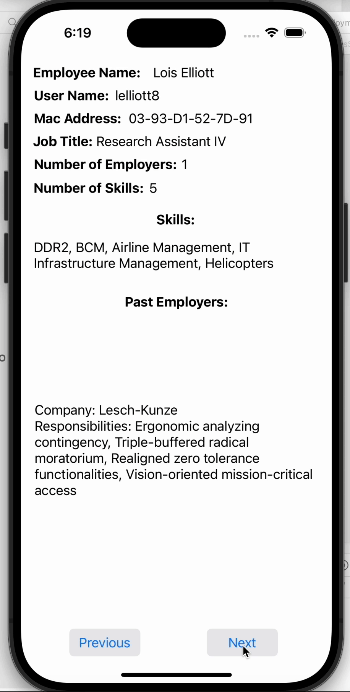 6:19
Employee Name: Lois Elliott
User Name: lelliott8
Mac Address: 03-93-D1-52-7D-91
Job Title: Research Assistant IV
Number of Employers: 1
Number of Skills: 5
Skills:
DDR2, BCM, Airline Management, IT
Infrastructure Management, Helicopters
Past Employers:
Company: Lesch-Kunze
Responsibilities: Ergonomic analyzing
contingency, Triple-buffered radical
moratorium, Realigned zero tolerance
functionalities, Vision-oriented mission-critical
access
Previous
Next